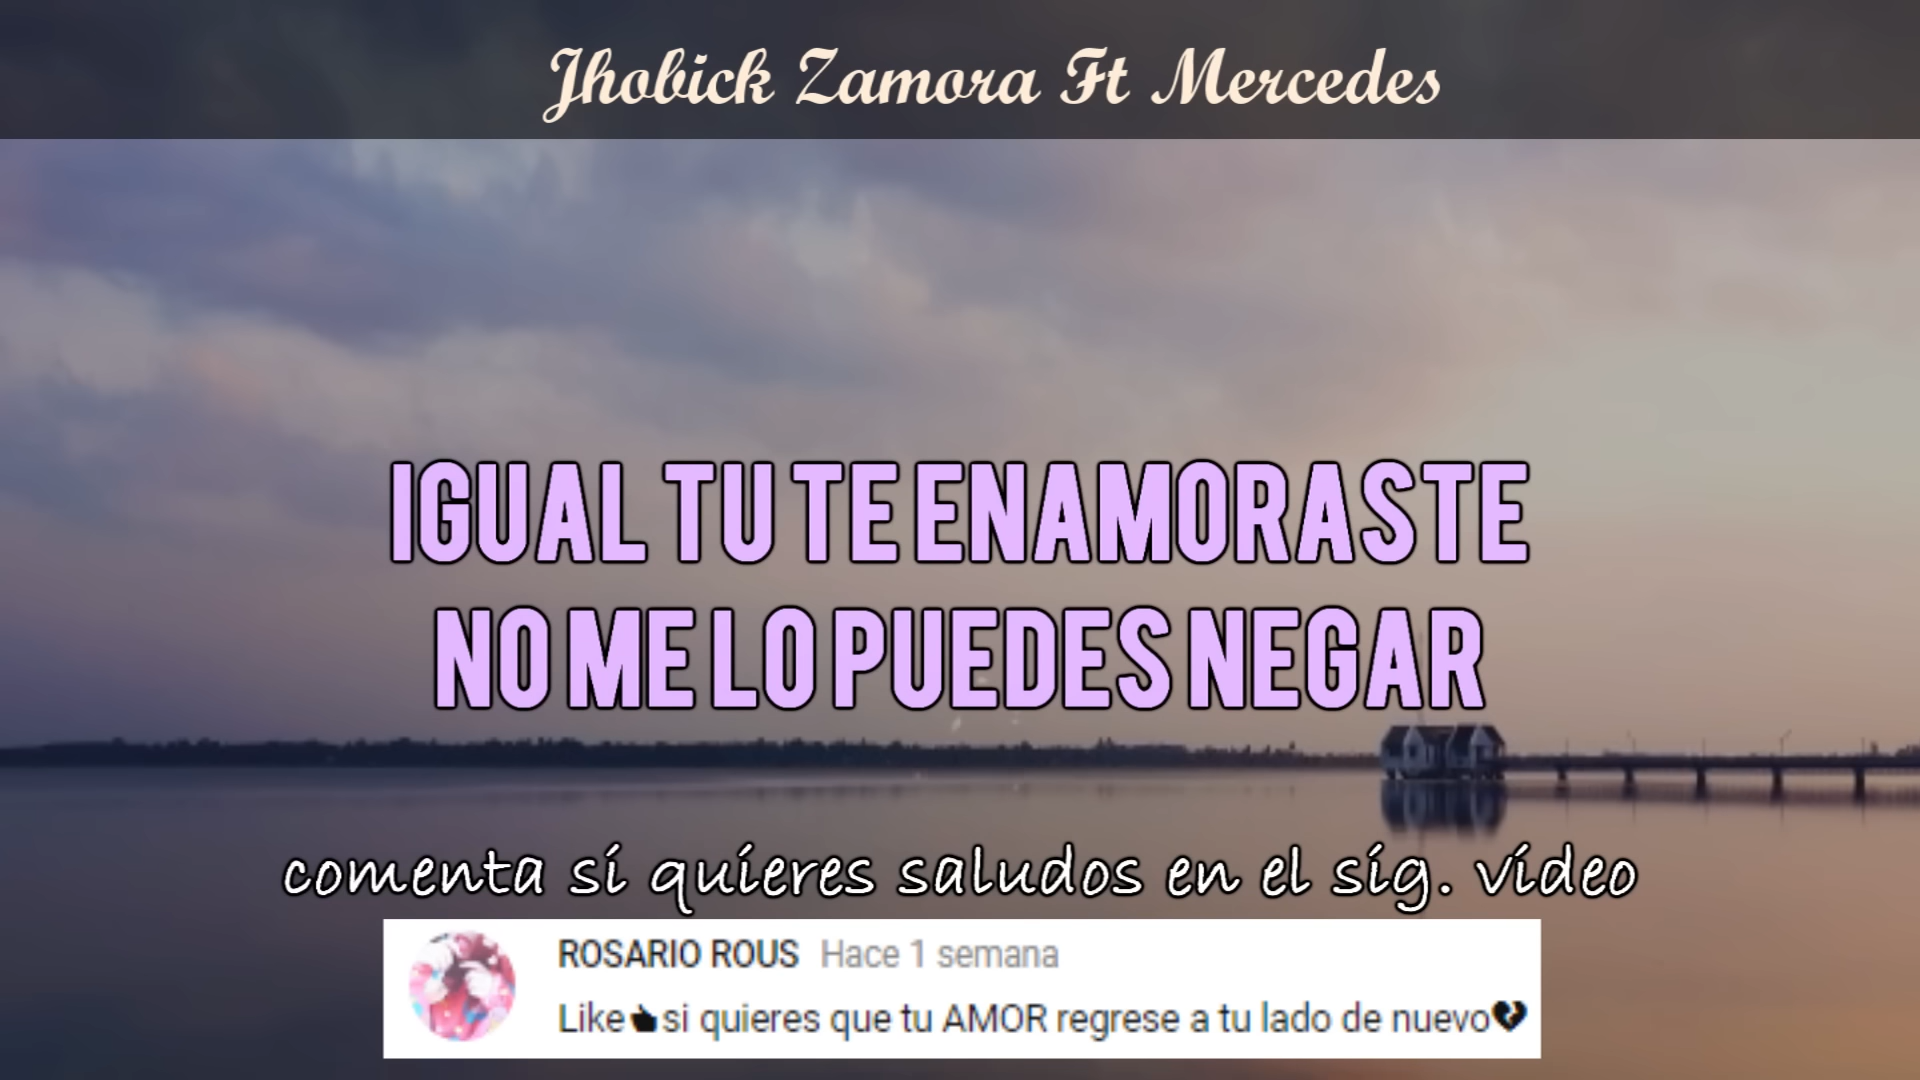 Jhobick Zamora Ft Mercedes
IGUAL TU TE ENAMORASTE
NO ME LO PUEDES NEGAR
comenta si quieres saludos en el sig. video
ROSARIO ROUS Hace 1 semana
Like👍si quieres que tu AMOR regrese a tu lado de nuevo💔